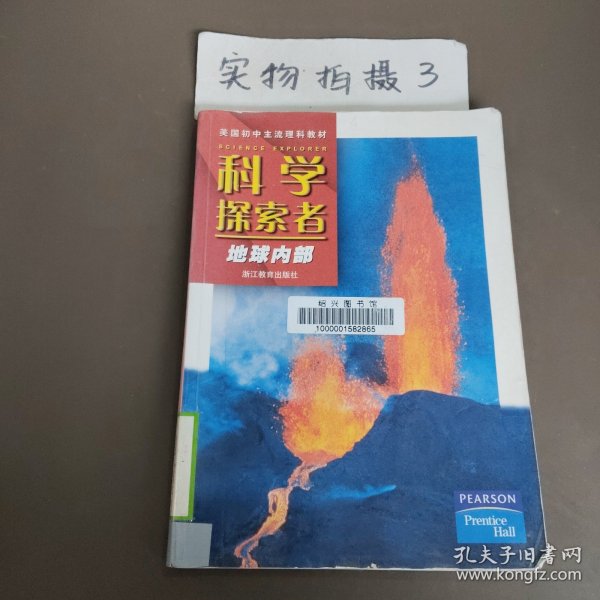 实物拍摄3
美国初中主流理科教材
SCIENCE EXPLORER
科学
探索者
地球内部
浙江教育出版社
绍兴图书馆
1000001582865
PEARSON
Prentice
Hall
孔夫子旧书网
www.kongfz.com